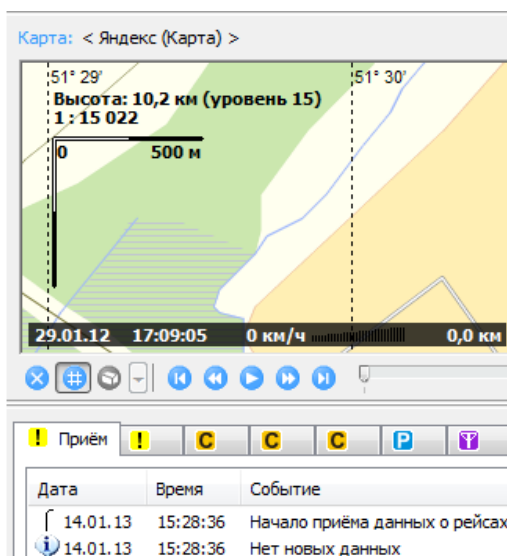 Карта: < Яндекс (Карта) >
51° 29' 51° 30'
Высота: 10,2 км (уровень 15)
1 : 15 022
0 500 м
29.01.12 17:09:05 0 км/ч 0,0 км
! Приём ! C C C P
Дата Время Событие
14.01.13 15:28:36 Начало приёма данных о рейсах
14.01.13 15:28:36 Нет новых данных